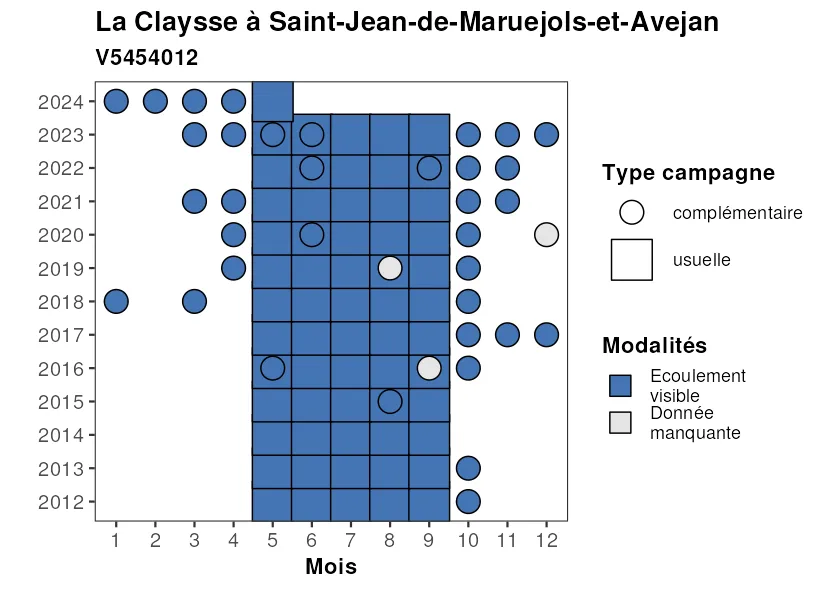 La Claysse à Saint-Jean-de-Maruejols-et-Avejan
V5454012
2024
2023
2022
2021
2020
2019
2018
2017
2016
2015
2014
2013
2012
1 2 3 4 5 6 7 8 9 10 11 12
Mois
Type campagne
complémentaire
usuelle
Modalités
Ecoulement
visible
Donnée
manquante